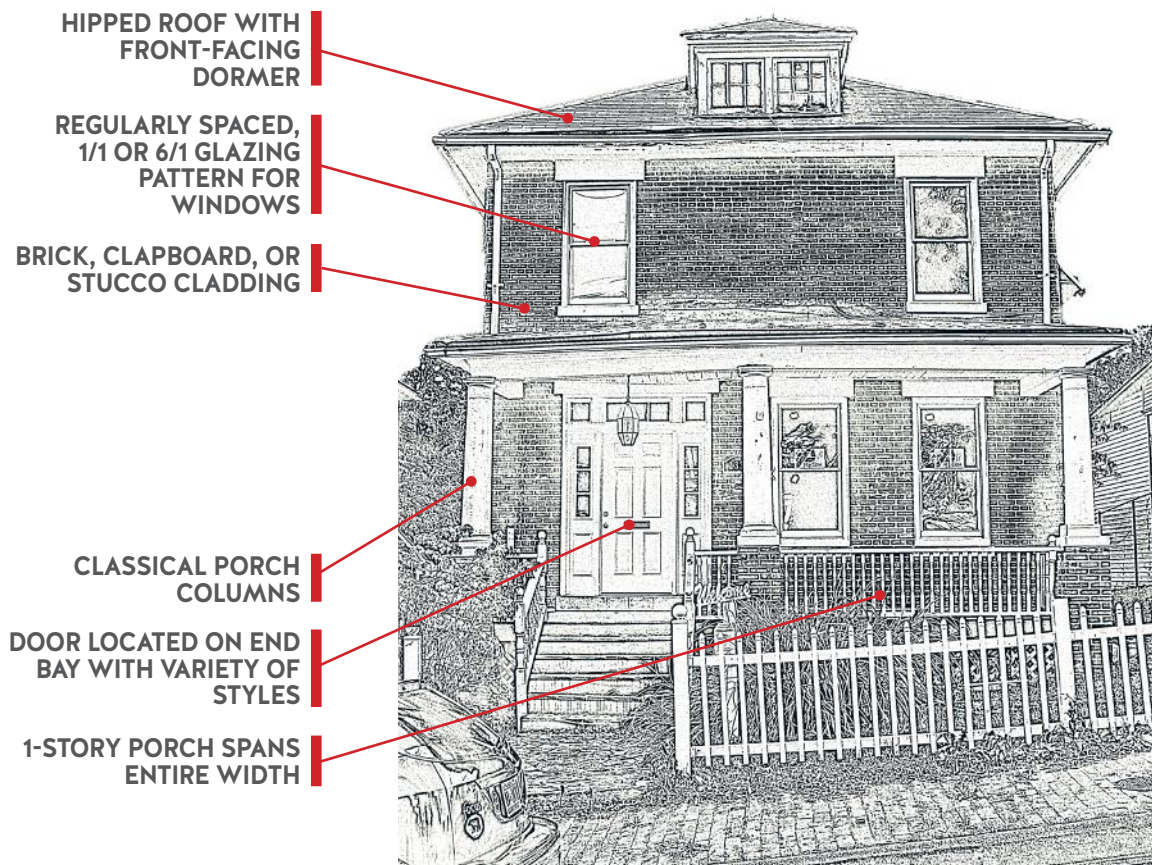 HIPPED ROOF WITH
FRONT-FACING
DORMER
REGULARLY SPACED,
1/1 OR 6/1 GLAZING
PATTERN FOR
WINDOWS
BRICK, CLAPBOARD, OR
STUCCO CLADDING
CLASSICAL PORCH
COLUMNS
DOOR LOCATED ON END
BAY WITH VARIETY OF
STYLES
1-STORY PORCH SPANS
ENTIRE WIDTH